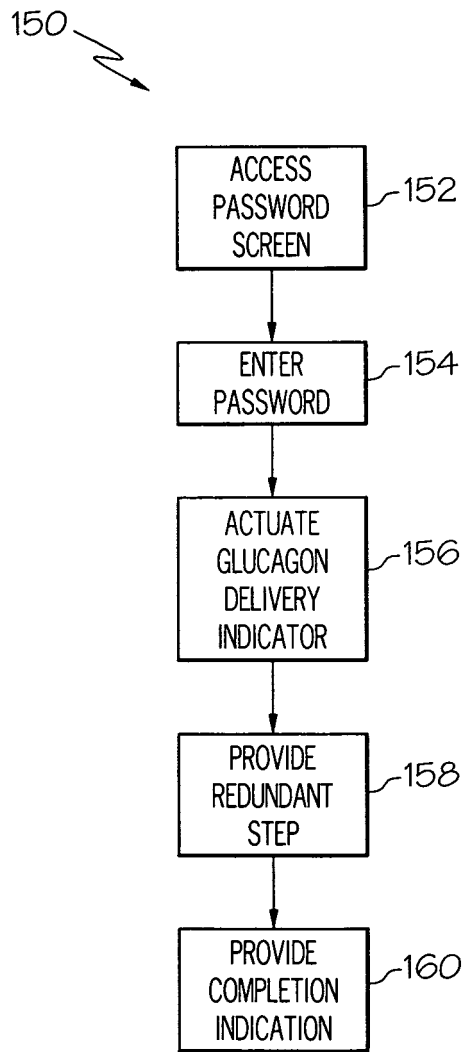 150
ACCESS
PASSWORD
SCREEN
152
ENTER
PASSWORD
154
ACTUATE
GLUCAGON
DELIVERY
INDICATOR
156
PROVIDE
REDUNDANT
STEP
158
PROVIDE
COMPLETION
INDICATION
160